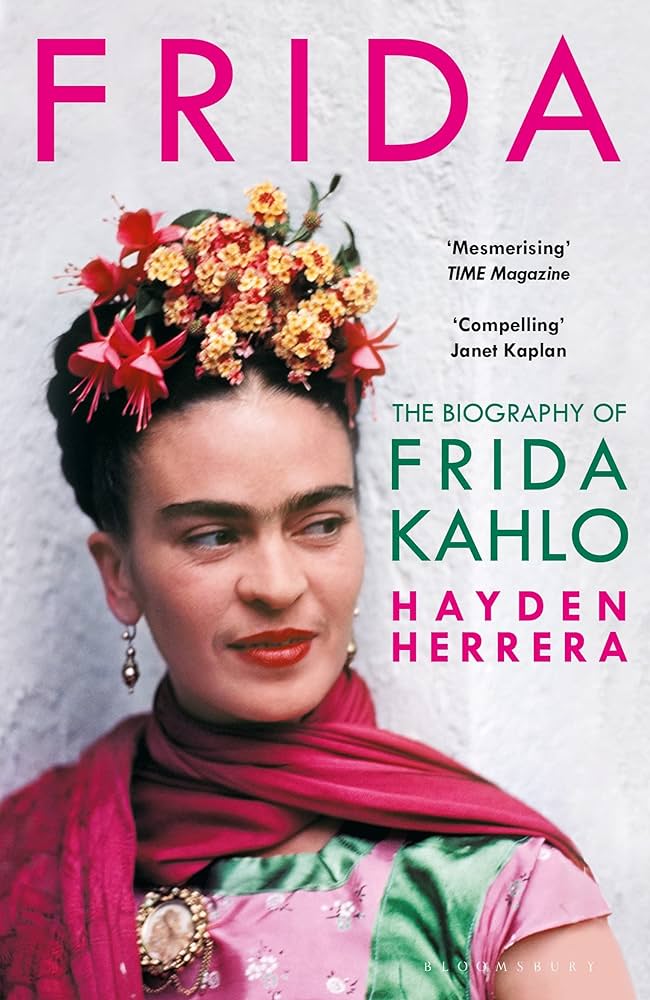 FRIDA
‘Mesmerising’
TIME Magazine
‘Compelling’
Janet Kaplan
THE BIOGRAPHY OF
FRIDA
KAHLO
HAYDEN
HERRERA
BLOOMSBURY